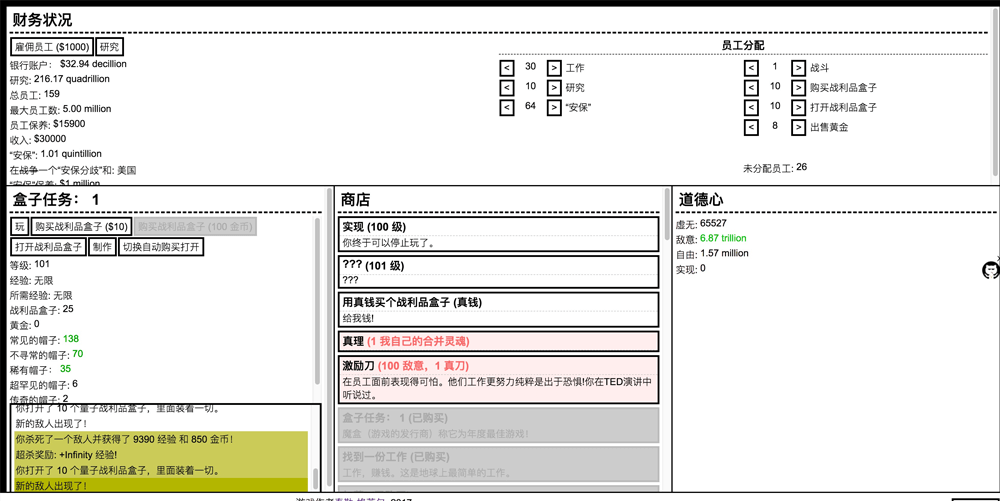 财务状况
雇佣员工 ($1000) 研究
银行账户: $32.94 decillion
研究: 216.17 quadrillion
总员工: 159
最大员工数: 5.00 million
员工保养: $15900
收入: $30000
“安保”: 1.01 quintillion
在战争一个“安保分歧”和: 美国
“安保”保养: $1 million
员工分配
< 30 > 工作
< 10 > 研究
< 64 > “安保”
< 1 > 战斗
< 10 > 购买战利品盒子
< 10 > 打开战利品盒子
< 8 > 出售黄金
未分配员工: 26
盒子任务: 1
玩 购买战利品盒子 ($10) 购买战利品盒子 (100 金币)
打开战利品盒子 制作 切换自动购买打开
等级: 101
经验: 无限
所需经验: 无限
战利品盒子: 25
黄金: 0
常见的帽子: 138
不寻常的帽子: 70
稀有帽子: 35
超罕见的帽子: 6
传奇的帽子: 2
你打开了 10 个量子战利品盒子，里面装着一切。
新的敌人出现了!
你杀死了一个敌人并获得了 9390 经验 和 850 金币!
超杀奖励: +Infinity 经验!
你打开了 10 个量子战利品盒子，里面装着一切。
新的敌人出现了!
商店
实现 (100 级)
你终于可以停止玩了。
??? (101 级)
???
用真钱买个战利品盒子 (真钱)
给我钱!
真理 (1 我自己的合并灵魂)
激励刀 (100 敌意，1 真刀)
在员工面前表现得可怕。他们工作更努力纯粹是出于恐惧!你在TED演讲中
听说过。
盒子任务: 1 (已购买)
魔盒（游戏的发行商）称它为年度最佳游戏!
找到一份工作 (已购买)
工作，赚钱。这是地球上最简单的工作。
道德心
虚无: 65527
敌意: 6.87 trillion
自由: 1.57 million
实现: 0